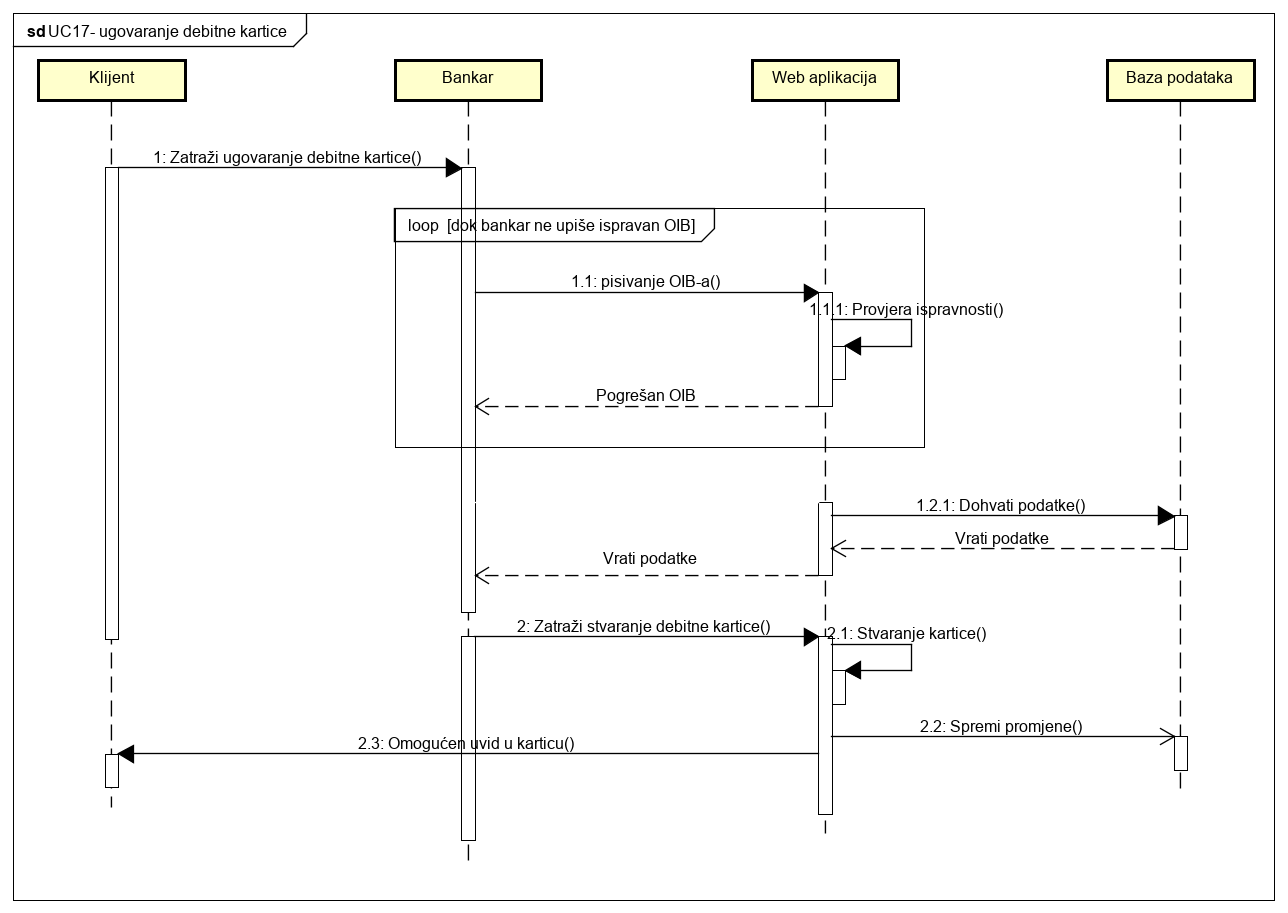 sd UC17- ugovaranje debitne kartice
Klijent
Bankar
Web aplikacija
Baza podataka
1: Zatraži ugovaranje debitne kartice()
loop [dok bankar ne upiše ispravan OIB]
1.1: pisivanje OIB-a()
1.1.1: Provjera ispravnosti()
Pogrešan OIB
1.2.1: Dohvati podatke()
Vrati podatke
Vrati podatke
2: Zatraži stvaranje debitne kartice()
2.1: Stvaranje kartice()
2.2: Spremi promjene()
2.3: Omogućen uvid u karticu()